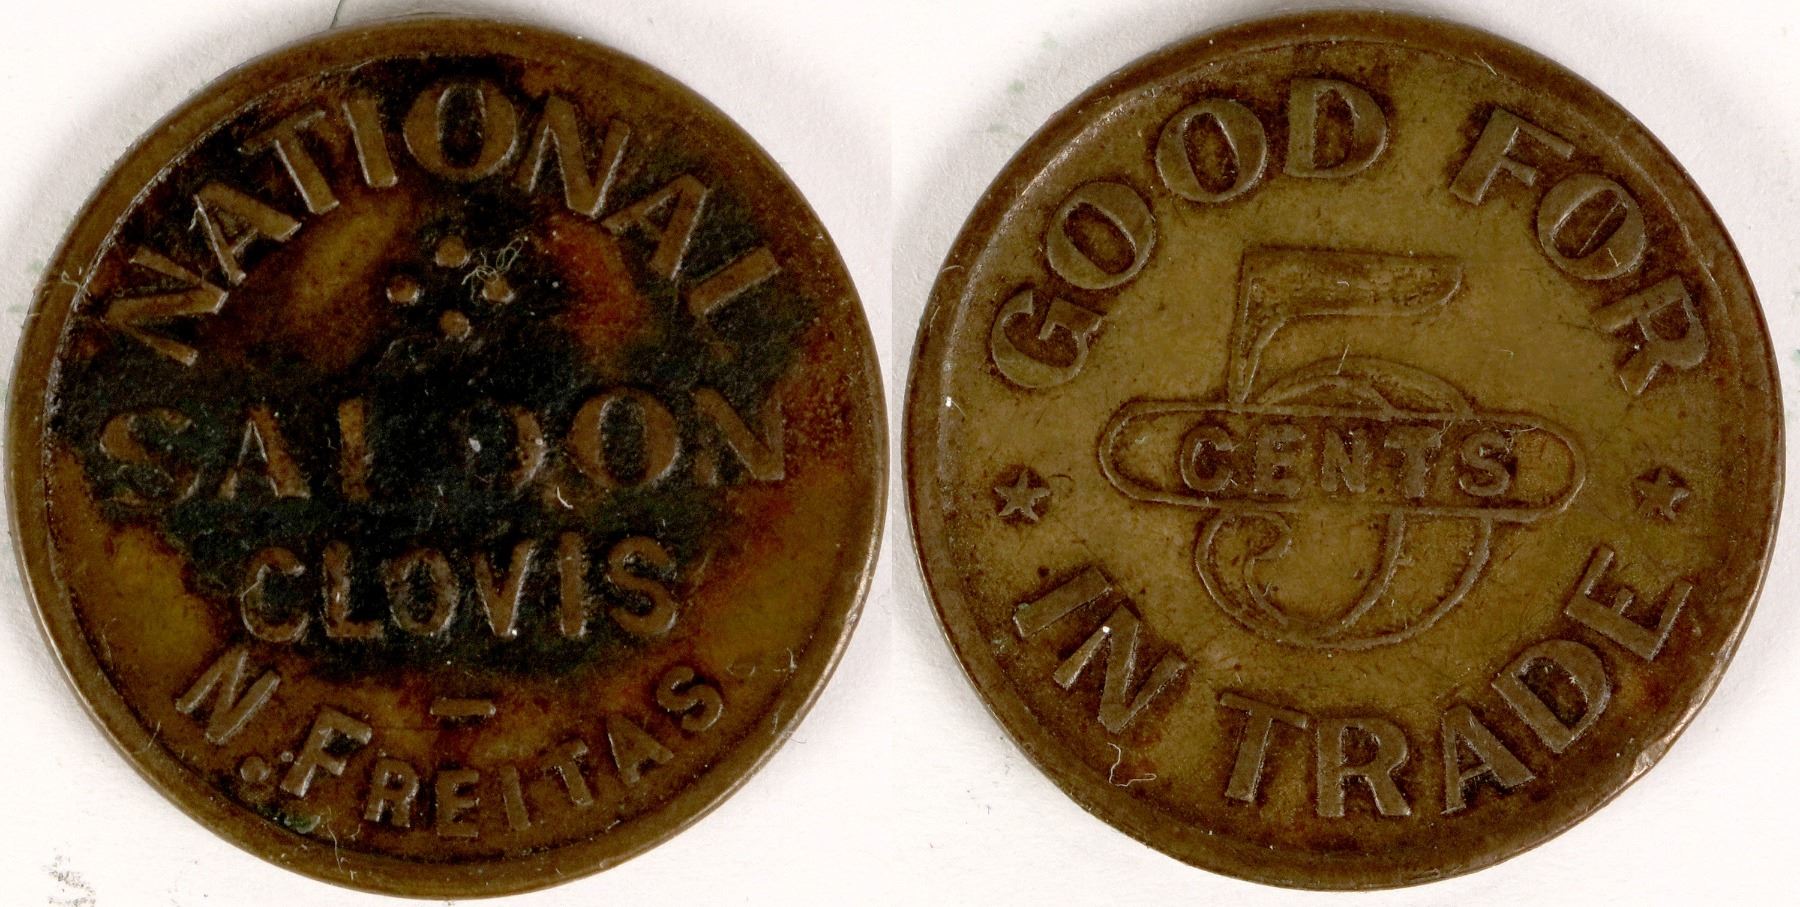 NATIONAL
SALOON
CLOVIS
N. FREITAS
GOOD FOR
5
CENTS
IN TRADE